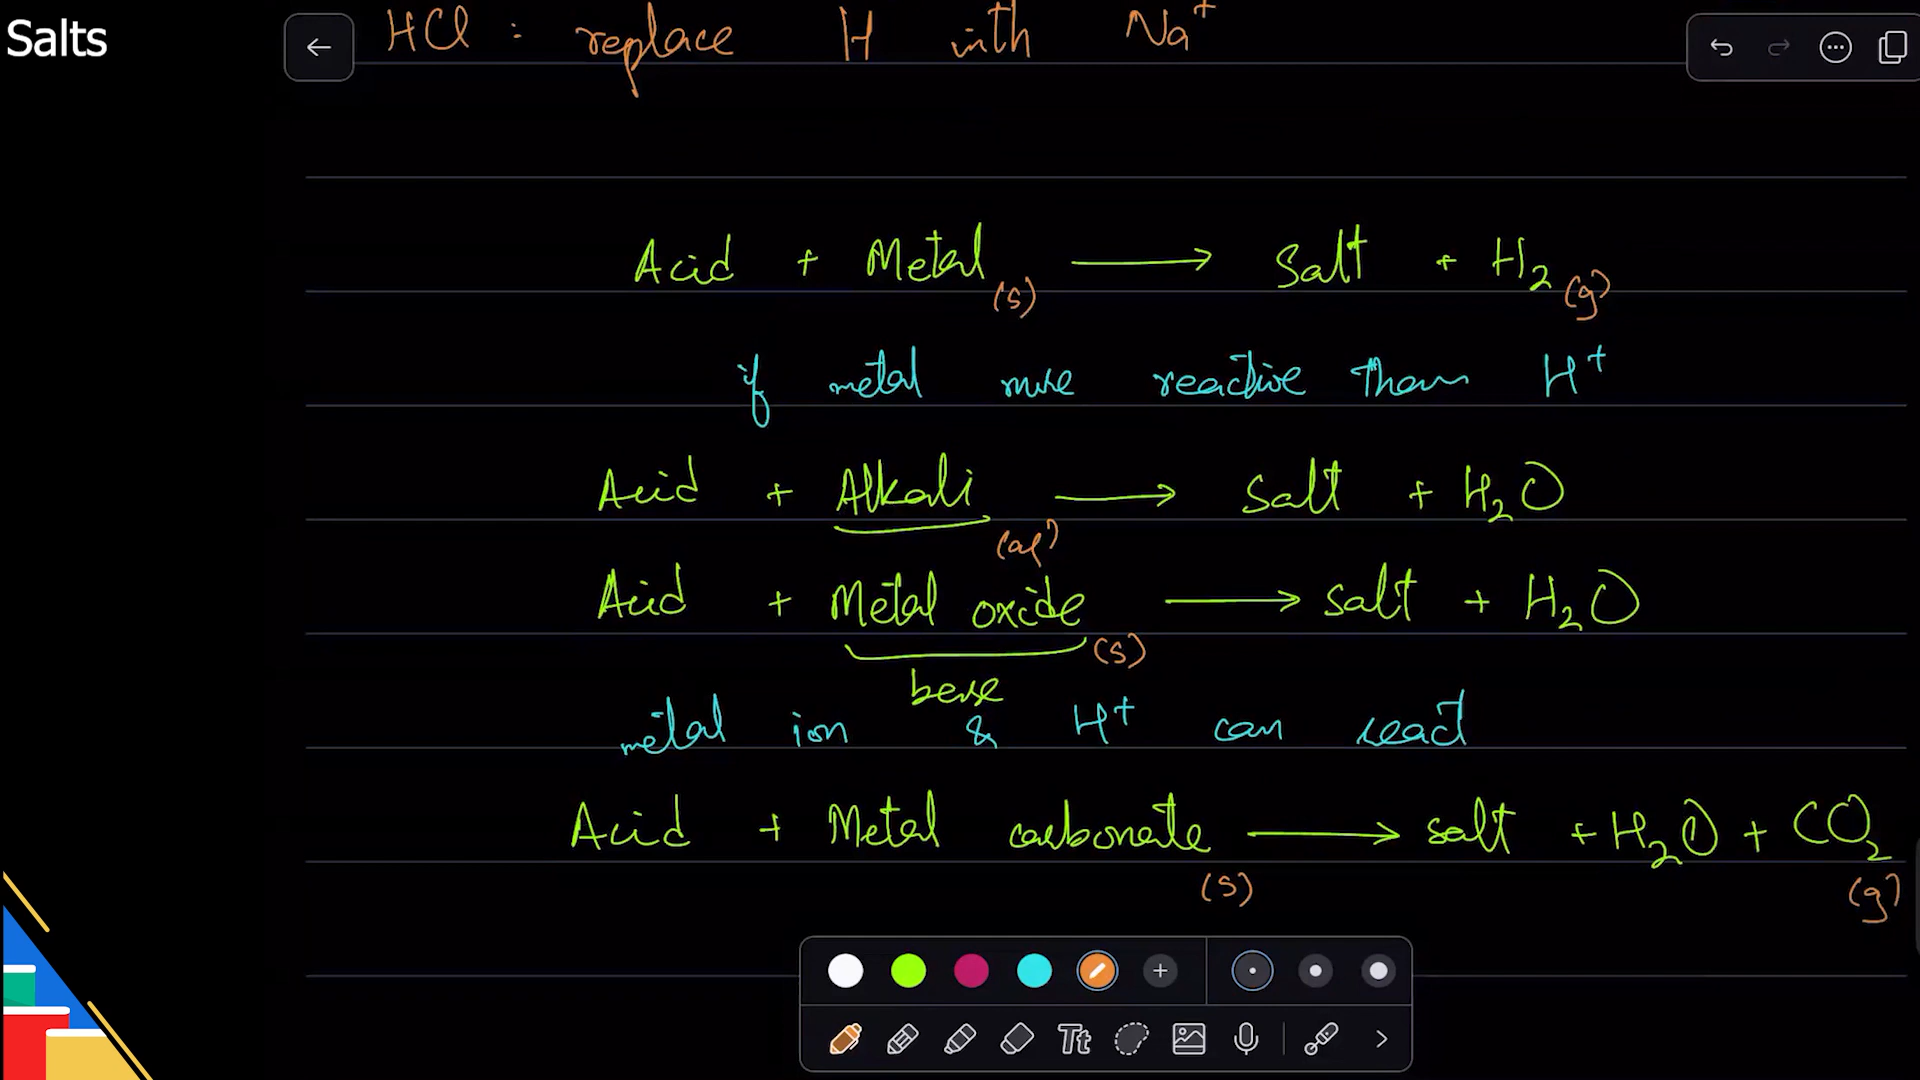 Salts
HCl : replace H with Na⁺
Acid + Metal (s) ⟶ Salt + H₂ (g)
if metal more reactive than H⁺
Acid + Alkali (aq) ⟶ Salt + H₂O
Acid + Metal oxide (s) ⟶ salt + H₂O
base
metal ion & H⁺ can react
Acid + Metal carbonate (s) ⟶ salt + H₂O + CO₂ (g)
Tt